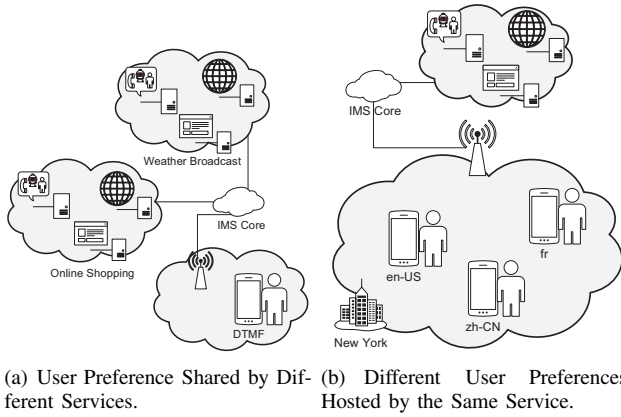 Weather Broadcast
Online Shopping
IMS Core
DTMF
IMS Core
en-US
fr
zh-CN
New York
(a) User Preference Shared by Dif-
ferent Services.
(b) Different User Preferences
Hosted by the Same Service.